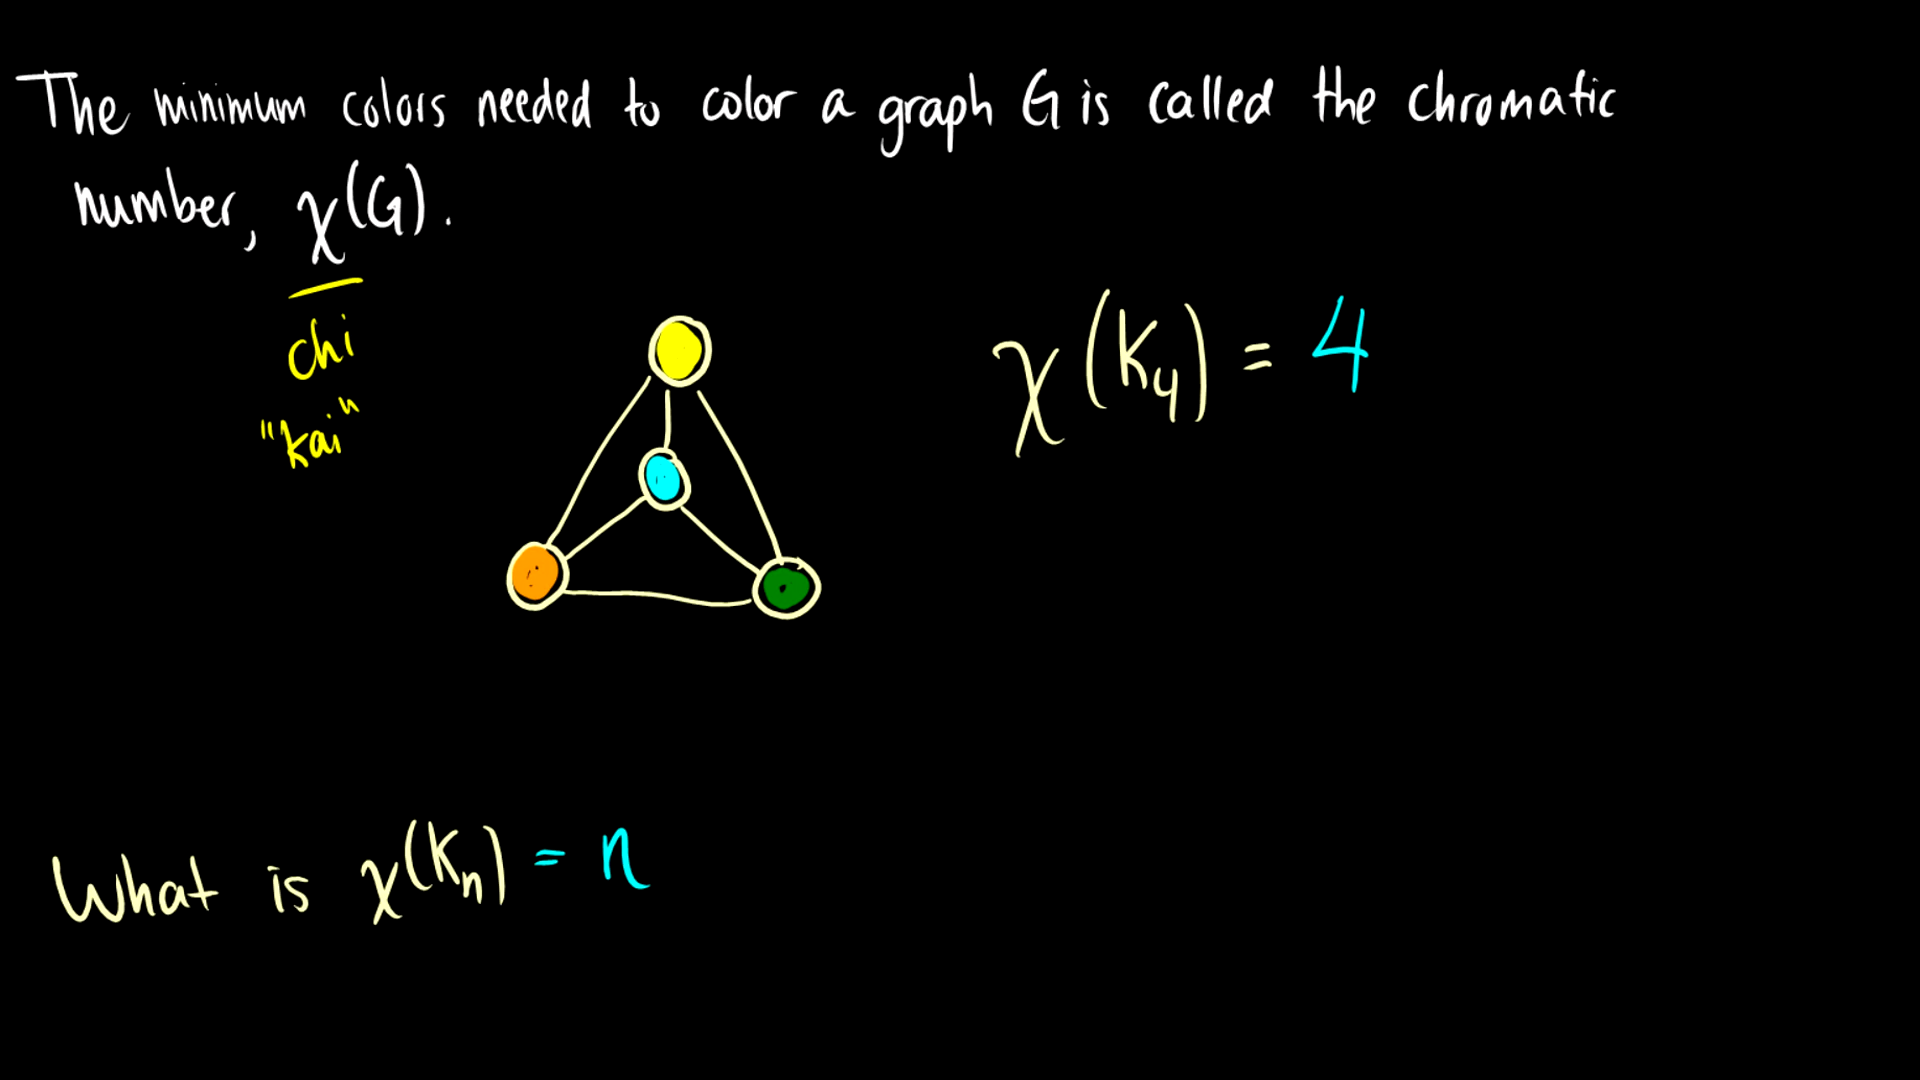 The minimum colors needed to color a graph G is called the chromatic
number, χ(G).
chi
"kai"
χ(K₄) = 4
What is χ(Kₙ) = n